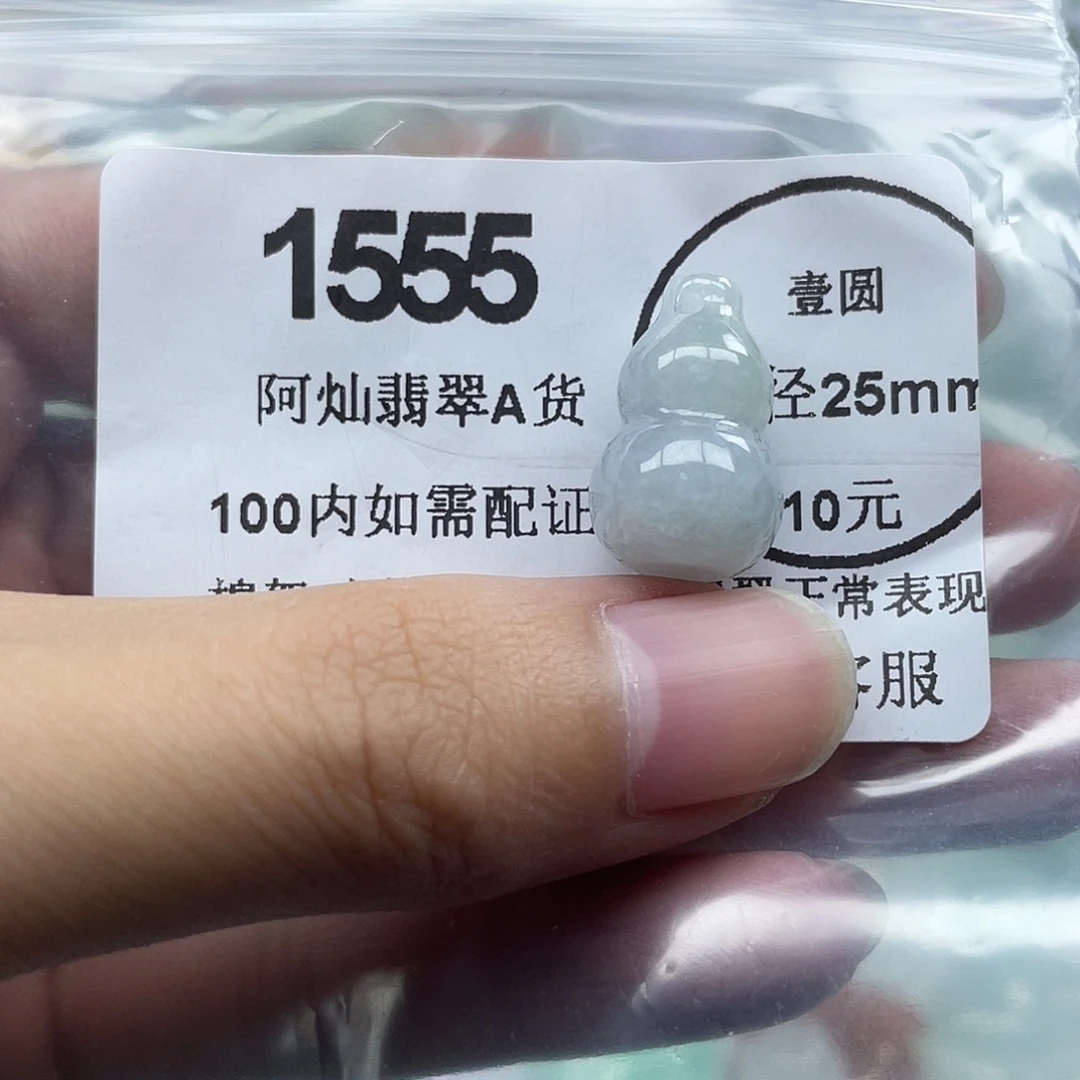 1555
壹圆
阿灿翡翠A货
径25mm
100内如需配证
10元
正常表现
客服